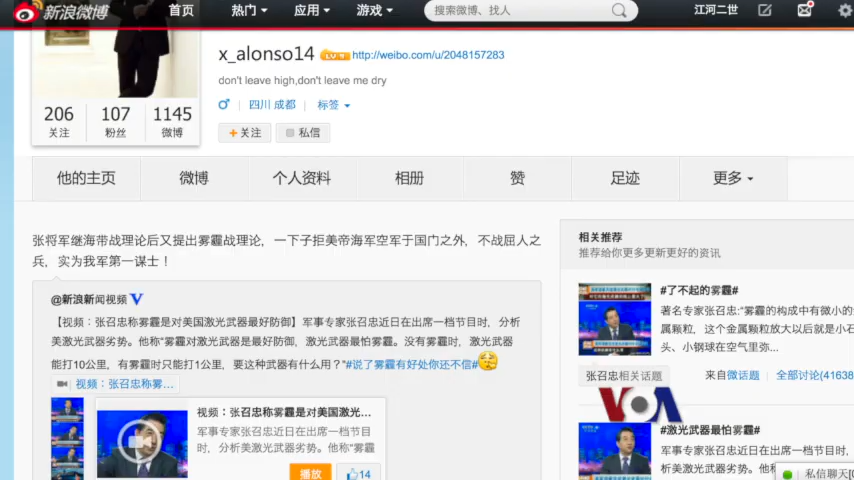 新浪微博
首页
热门
应用
游戏
搜索微博、找人
江河二世
x_alonso14
http://weibo.com/u/2048157283
don't leave high,don't leave me dry
四川 成都
标签
206
107
1145
关注
粉丝
微博
+关注
私信
他的主页
微博
个人资料
相册
赞
足迹
更多
张将军继海带战理论后又提出雾霾战理论，一下子拒美帝海军空军于国门之外，不战屈人之
兵，实为我军第一谋士！
@新浪新闻视频
【视频：张召忠称雾霾是对美国激光武器最好防御】军事专家张召忠近日在出席一档节目时，分析
美激光武器劣势。他称“雾霾对激光武器是最好防御，激光武器最怕雾霾。没有雾霾时，激光武器
能打10公里，有雾霾时只能打1公里，要这种武器有什么用？”#说了雾霾有好处你还不信#
视频：张召忠称雾...
视频：张召忠称雾霾是对美国激光...
军事专家张召忠近日在出席一档节目
时，分析美激光武器劣势。他称“雾霾
播放
14
相关推荐
推荐给你更多更新更好的资讯
#了不起的雾霾#
著名专家张召忠:“雾霾的构成中有微小的
属颗粒，这个金属颗粒放大以后就是小石
头、小钢球在空气里弥...
张召忠相关话题
来自微话题
全部讨论(41638
VOA
#激光武器最怕雾霾#
军事专家张召忠近日在出席一档节目
析美激光武器劣势。他称
私信聊天[0